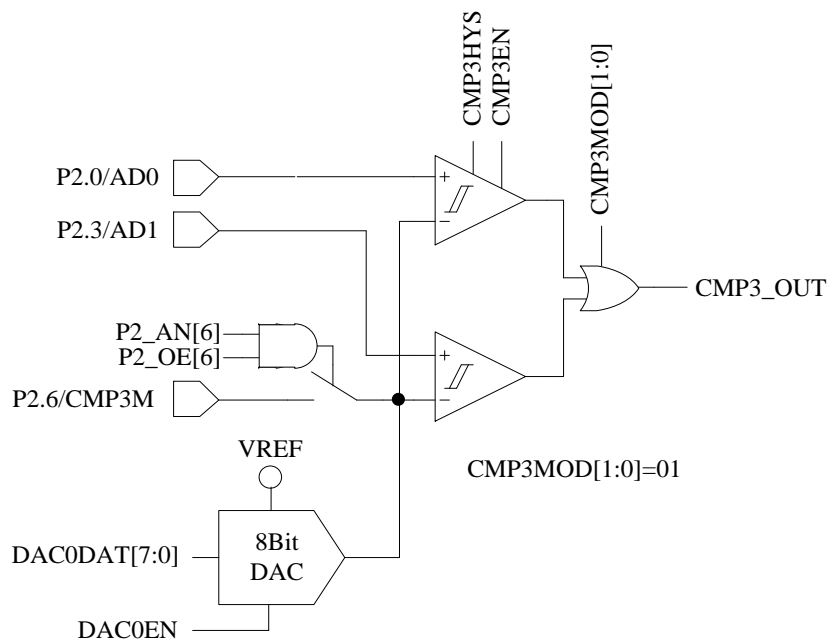 CMP3HYS
CMP3EN
CMP3MOD[1:0]
P2.0/AD0
+
−
P2.3/AD1
CMP3_OUT
P2_AN[6]
P2_OE[6]
+
−
P2.6/CMP3M
VREF
CMP3MOD[1:0]=01
DAC0DAT[7:0]
8Bit
DAC
DAC0EN